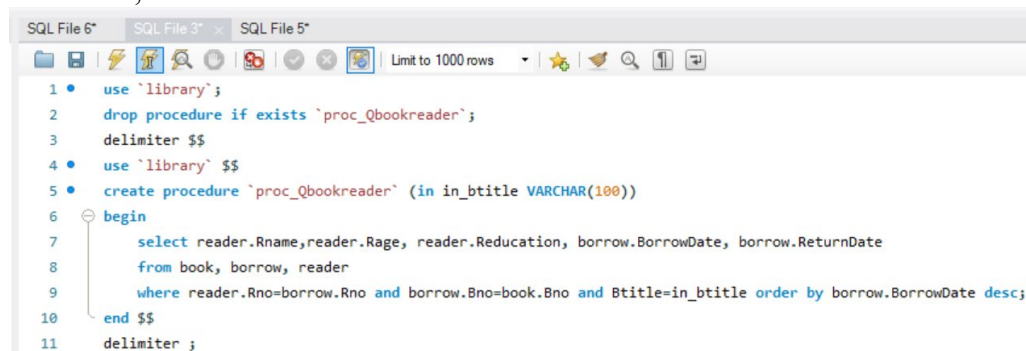 SQL File 6* SQL File 3* × SQL File 5*
Limit to 1000 rows
1 use `library`;
2 drop procedure if exists `proc_Qbookreader`;
3 delimiter $$
4 use `library` $$
5 create procedure `proc_Qbookreader` (in in_btitle VARCHAR(100))
6 begin
7 select reader.Rname,reader.Rage, reader.Reducation, borrow.BorrowDate, borrow.ReturnDate
8 from book, borrow, reader
9 where reader.Rno=borrow.Rno and borrow.Bno=book.Bno and Btitle=in_btitle order by borrow.BorrowDate desc;
10 end $$
11 delimiter ;